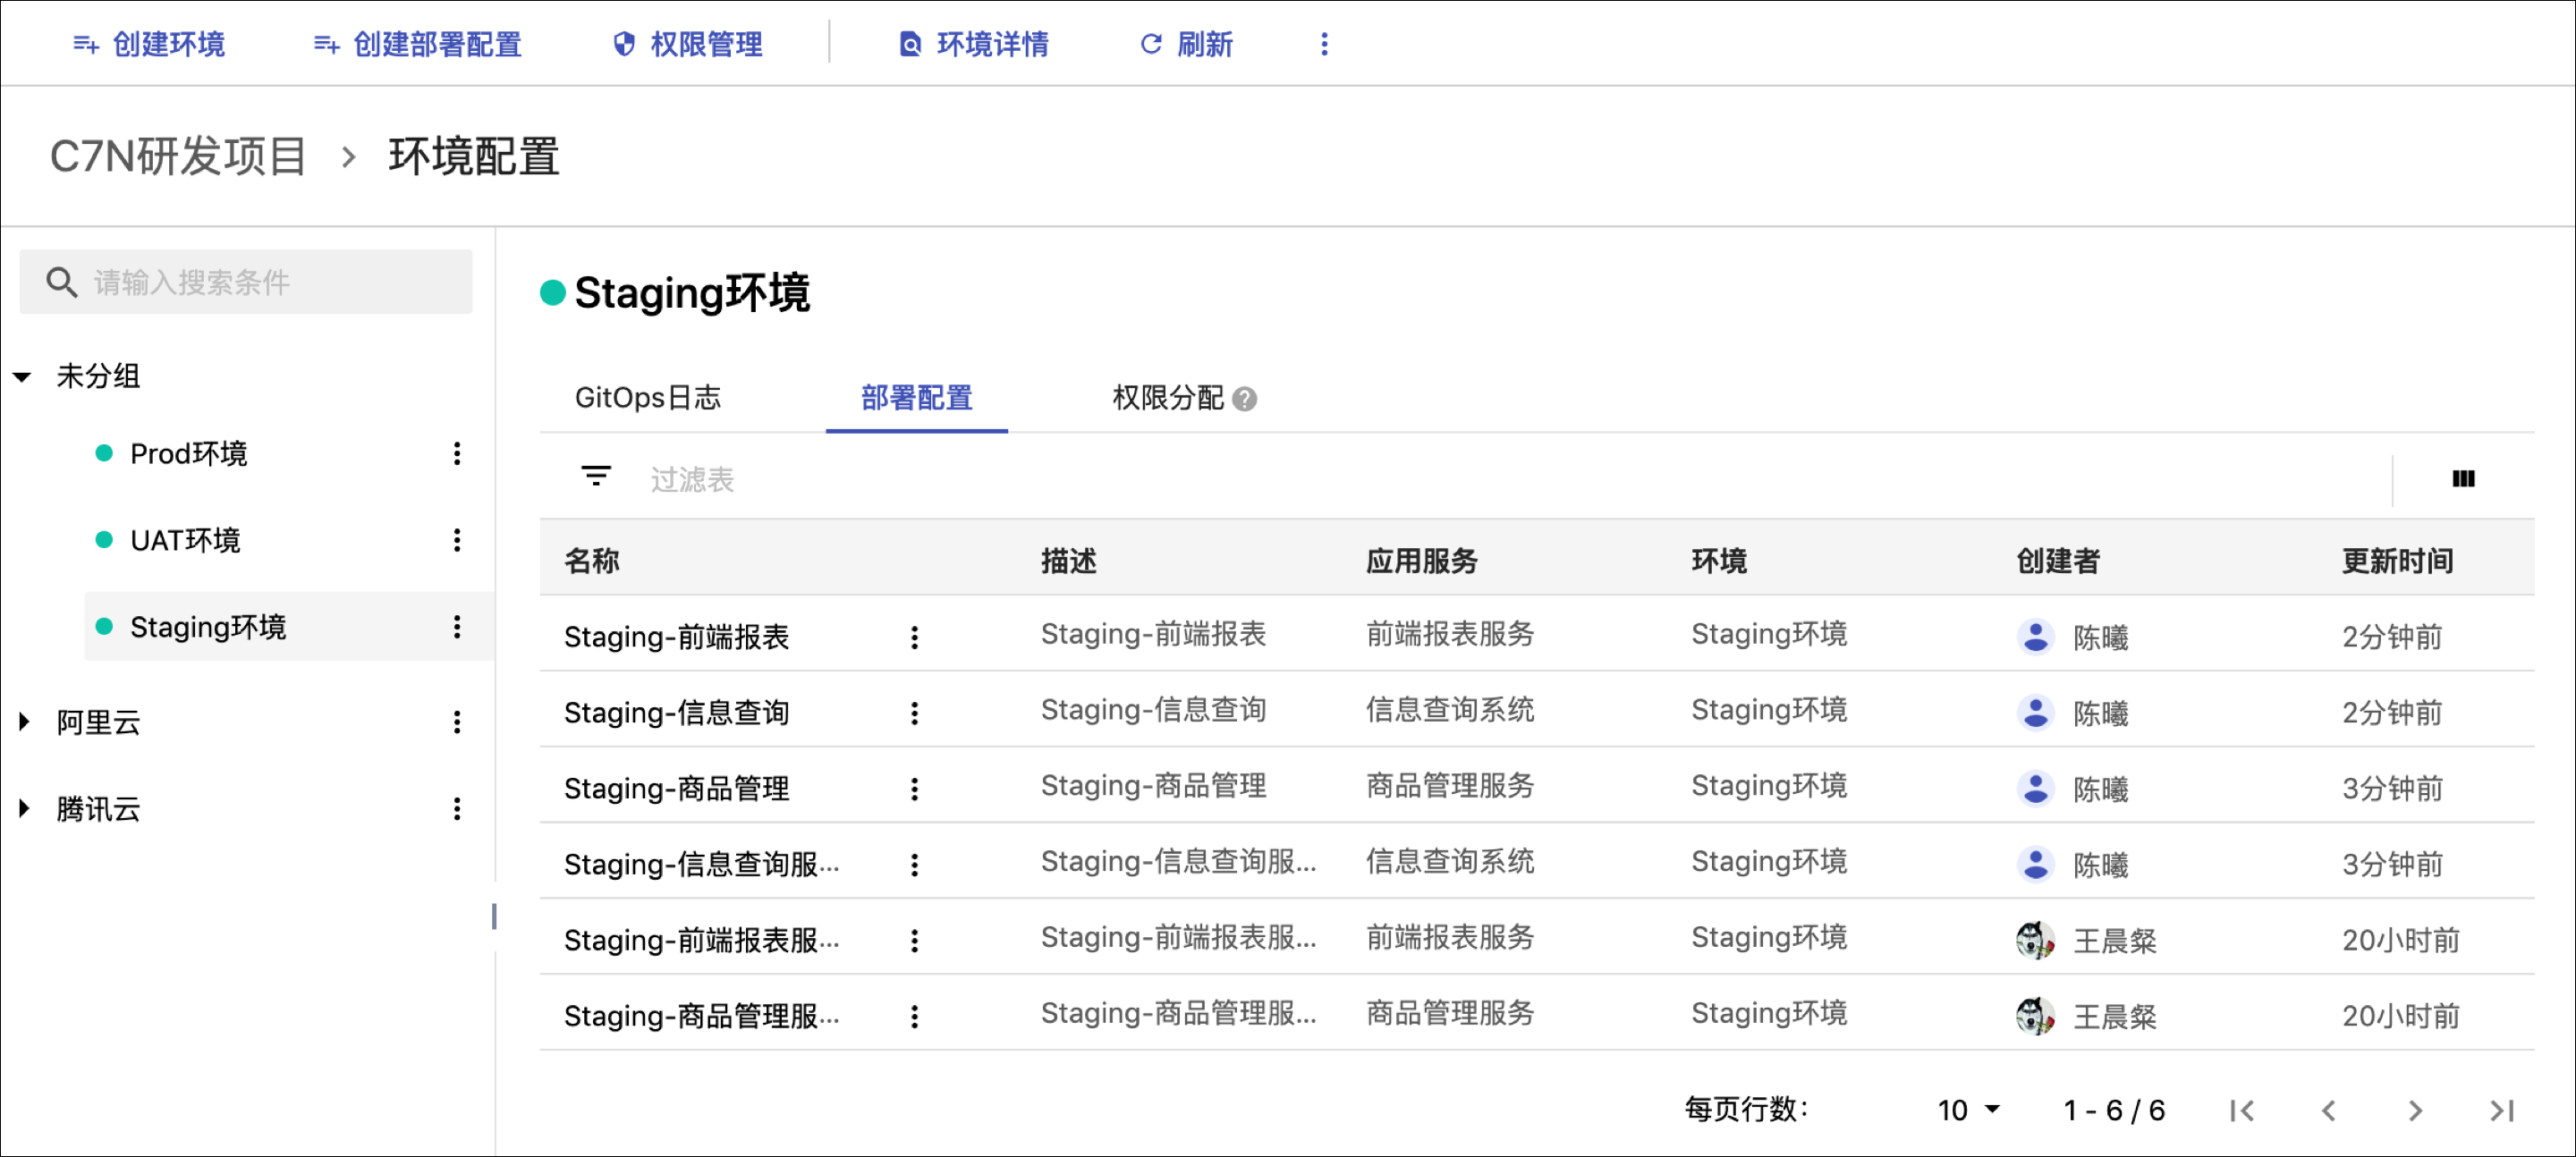 创建环境 创建部署配置 权限管理 环境详情 刷新
C7N研发项目 > 环境配置
请输入搜索条件
未分组
Prod环境
UAT环境
Staging环境
阿里云
腾讯云
Staging环境
GitOps日志 部署配置 权限分配
过滤表
名称 描述 应用服务 环境 创建者 更新时间
Staging-前端报表 Staging-前端报表 前端报表服务 Staging环境 陈曦 2分钟前
Staging-信息查询 Staging-信息查询 信息查询系统 Staging环境 陈曦 2分钟前
Staging-商品管理 Staging-商品管理 商品管理服务 Staging环境 陈曦 3分钟前
Staging-信息查询服... Staging-信息查询服... 信息查询系统 Staging环境 陈曦 3分钟前
Staging-前端报表服... Staging-前端报表服... 前端报表服务 Staging环境 王晨粲 20小时前
Staging-商品管理服... Staging-商品管理服... 商品管理服务 Staging环境 王晨粲 20小时前
每页行数: 10 1 - 6 / 6